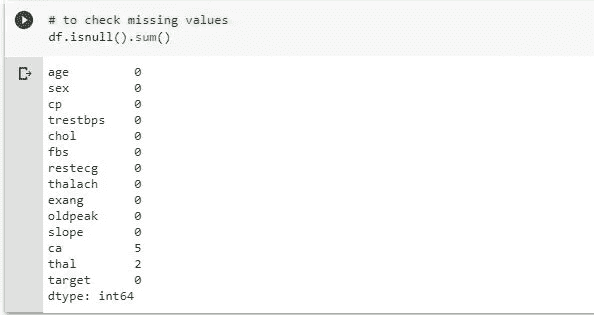 # to check missing values
df.isnull().sum()
age 0
sex 0
cp 0
trestbps 0
chol 0
fbs 0
restecg 0
thalach 0
exang 0
oldpeak 0
slope 0
ca 5
thal 2
target 0
dtype: int64